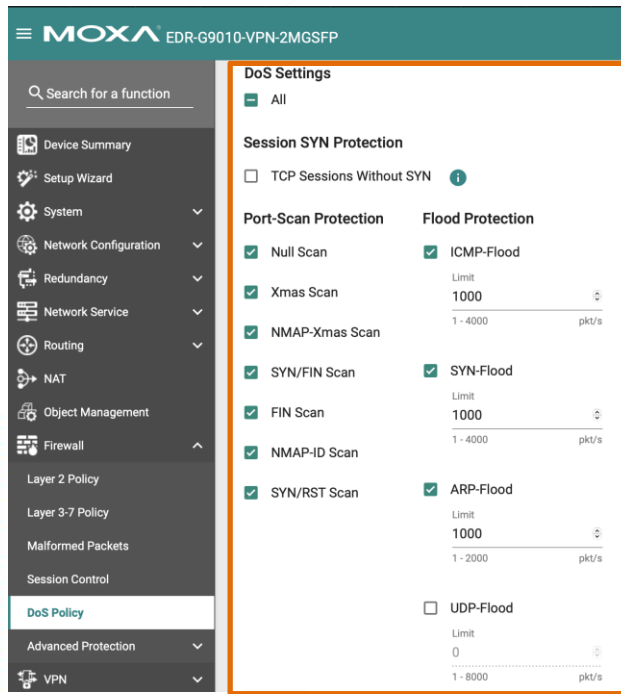 MOXA EDR-G9010-VPN-2MGSFP
Search for a function
Device Summary
Setup Wizard
System
Network Configuration
Redundancy
Network Service
Routing
NAT
Object Management
Firewall
Layer 2 Policy
Layer 3-7 Policy
Malformed Packets
Session Control
DoS Policy
Advanced Protection
VPN
DoS Settings
All
Session SYN Protection
TCP Sessions Without SYN
Port-Scan Protection
Null Scan
Xmas Scan
NMAP-Xmas Scan
SYN/FIN Scan
FIN Scan
NMAP-ID Scan
SYN/RST Scan
Flood Protection
ICMP-Flood
Limit
1000
1 - 4000 pkt/s
SYN-Flood
Limit
1000
1 - 4000 pkt/s
ARP-Flood
Limit
1000
1 - 2000 pkt/s
UDP-Flood
Limit
0
1 - 8000 pkt/s